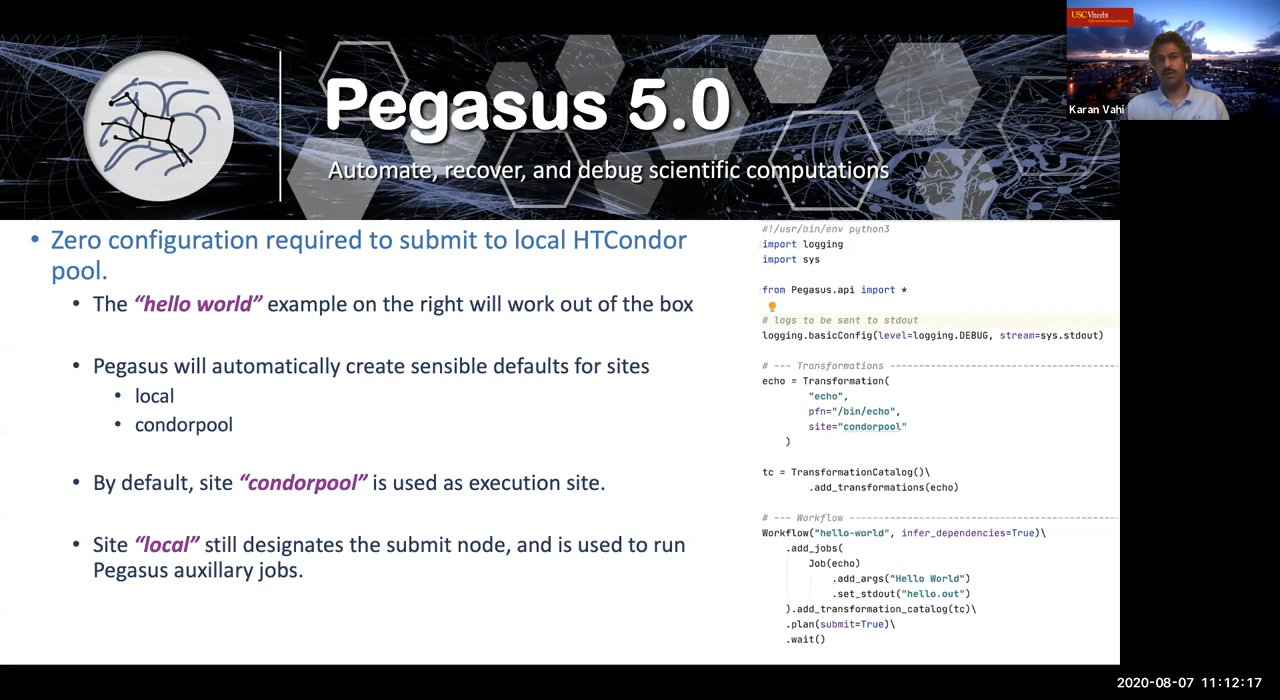 USC Viterbi
Karan Vahi
Pegasus 5.0
Automate, recover, and debug scientific computations
• Zero configuration required to submit to local HTCondor
pool.
• The “hello world” example on the right will work out of the box
• Pegasus will automatically create sensible defaults for sites
• local
• condorpool
• By default, site “condorpool” is used as execution site.
• Site “local” still designates the submit node, and is used to run
Pegasus auxillary jobs.
#!/usr/bin/env python3
import logging
import sys
from Pegasus.api import *
# logs to be sent to stdout
logging.basicConfig(level=logging.DEBUG, stream=sys.stdout)
# --- Transformations ----------------------------------------
echo = Transformation(
"echo",
pfn="/bin/echo",
site="condorpool"
)
tc = TransformationCatalog()\
.add_transformations(echo)
# --- Workflow -----------------------------------------------
Workflow("hello-world", infer_dependencies=True)\
.add_jobs(
Job(echo)
.add_args("Hello World")
.set_stdout("hello.out")
).add_transformation_catalog(tc)\
.plan(submit=True)\
.wait()
2020-08-07 11:12:17